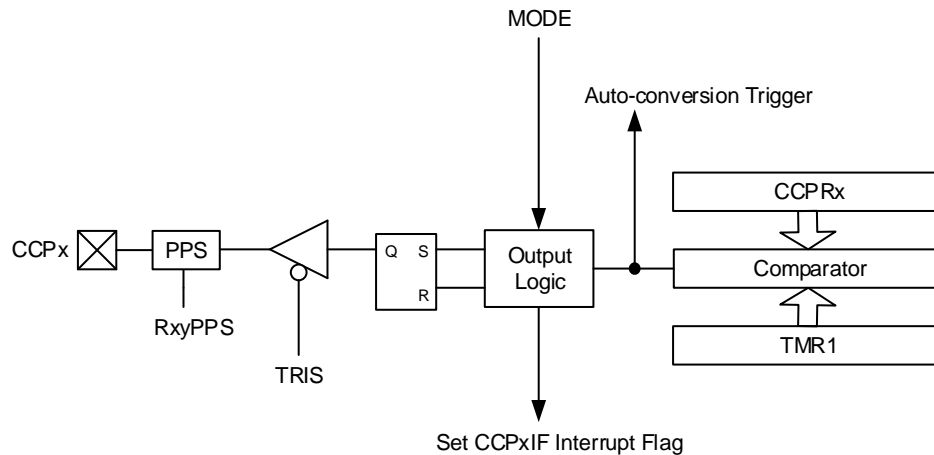 MODE
Auto-conversion Trigger
CCPRx
CCPx
PPS
Q
S
R
Output
Logic
Comparator
RxyPPS
TRIS
TMR1
Set CCPxIF Interrupt Flag